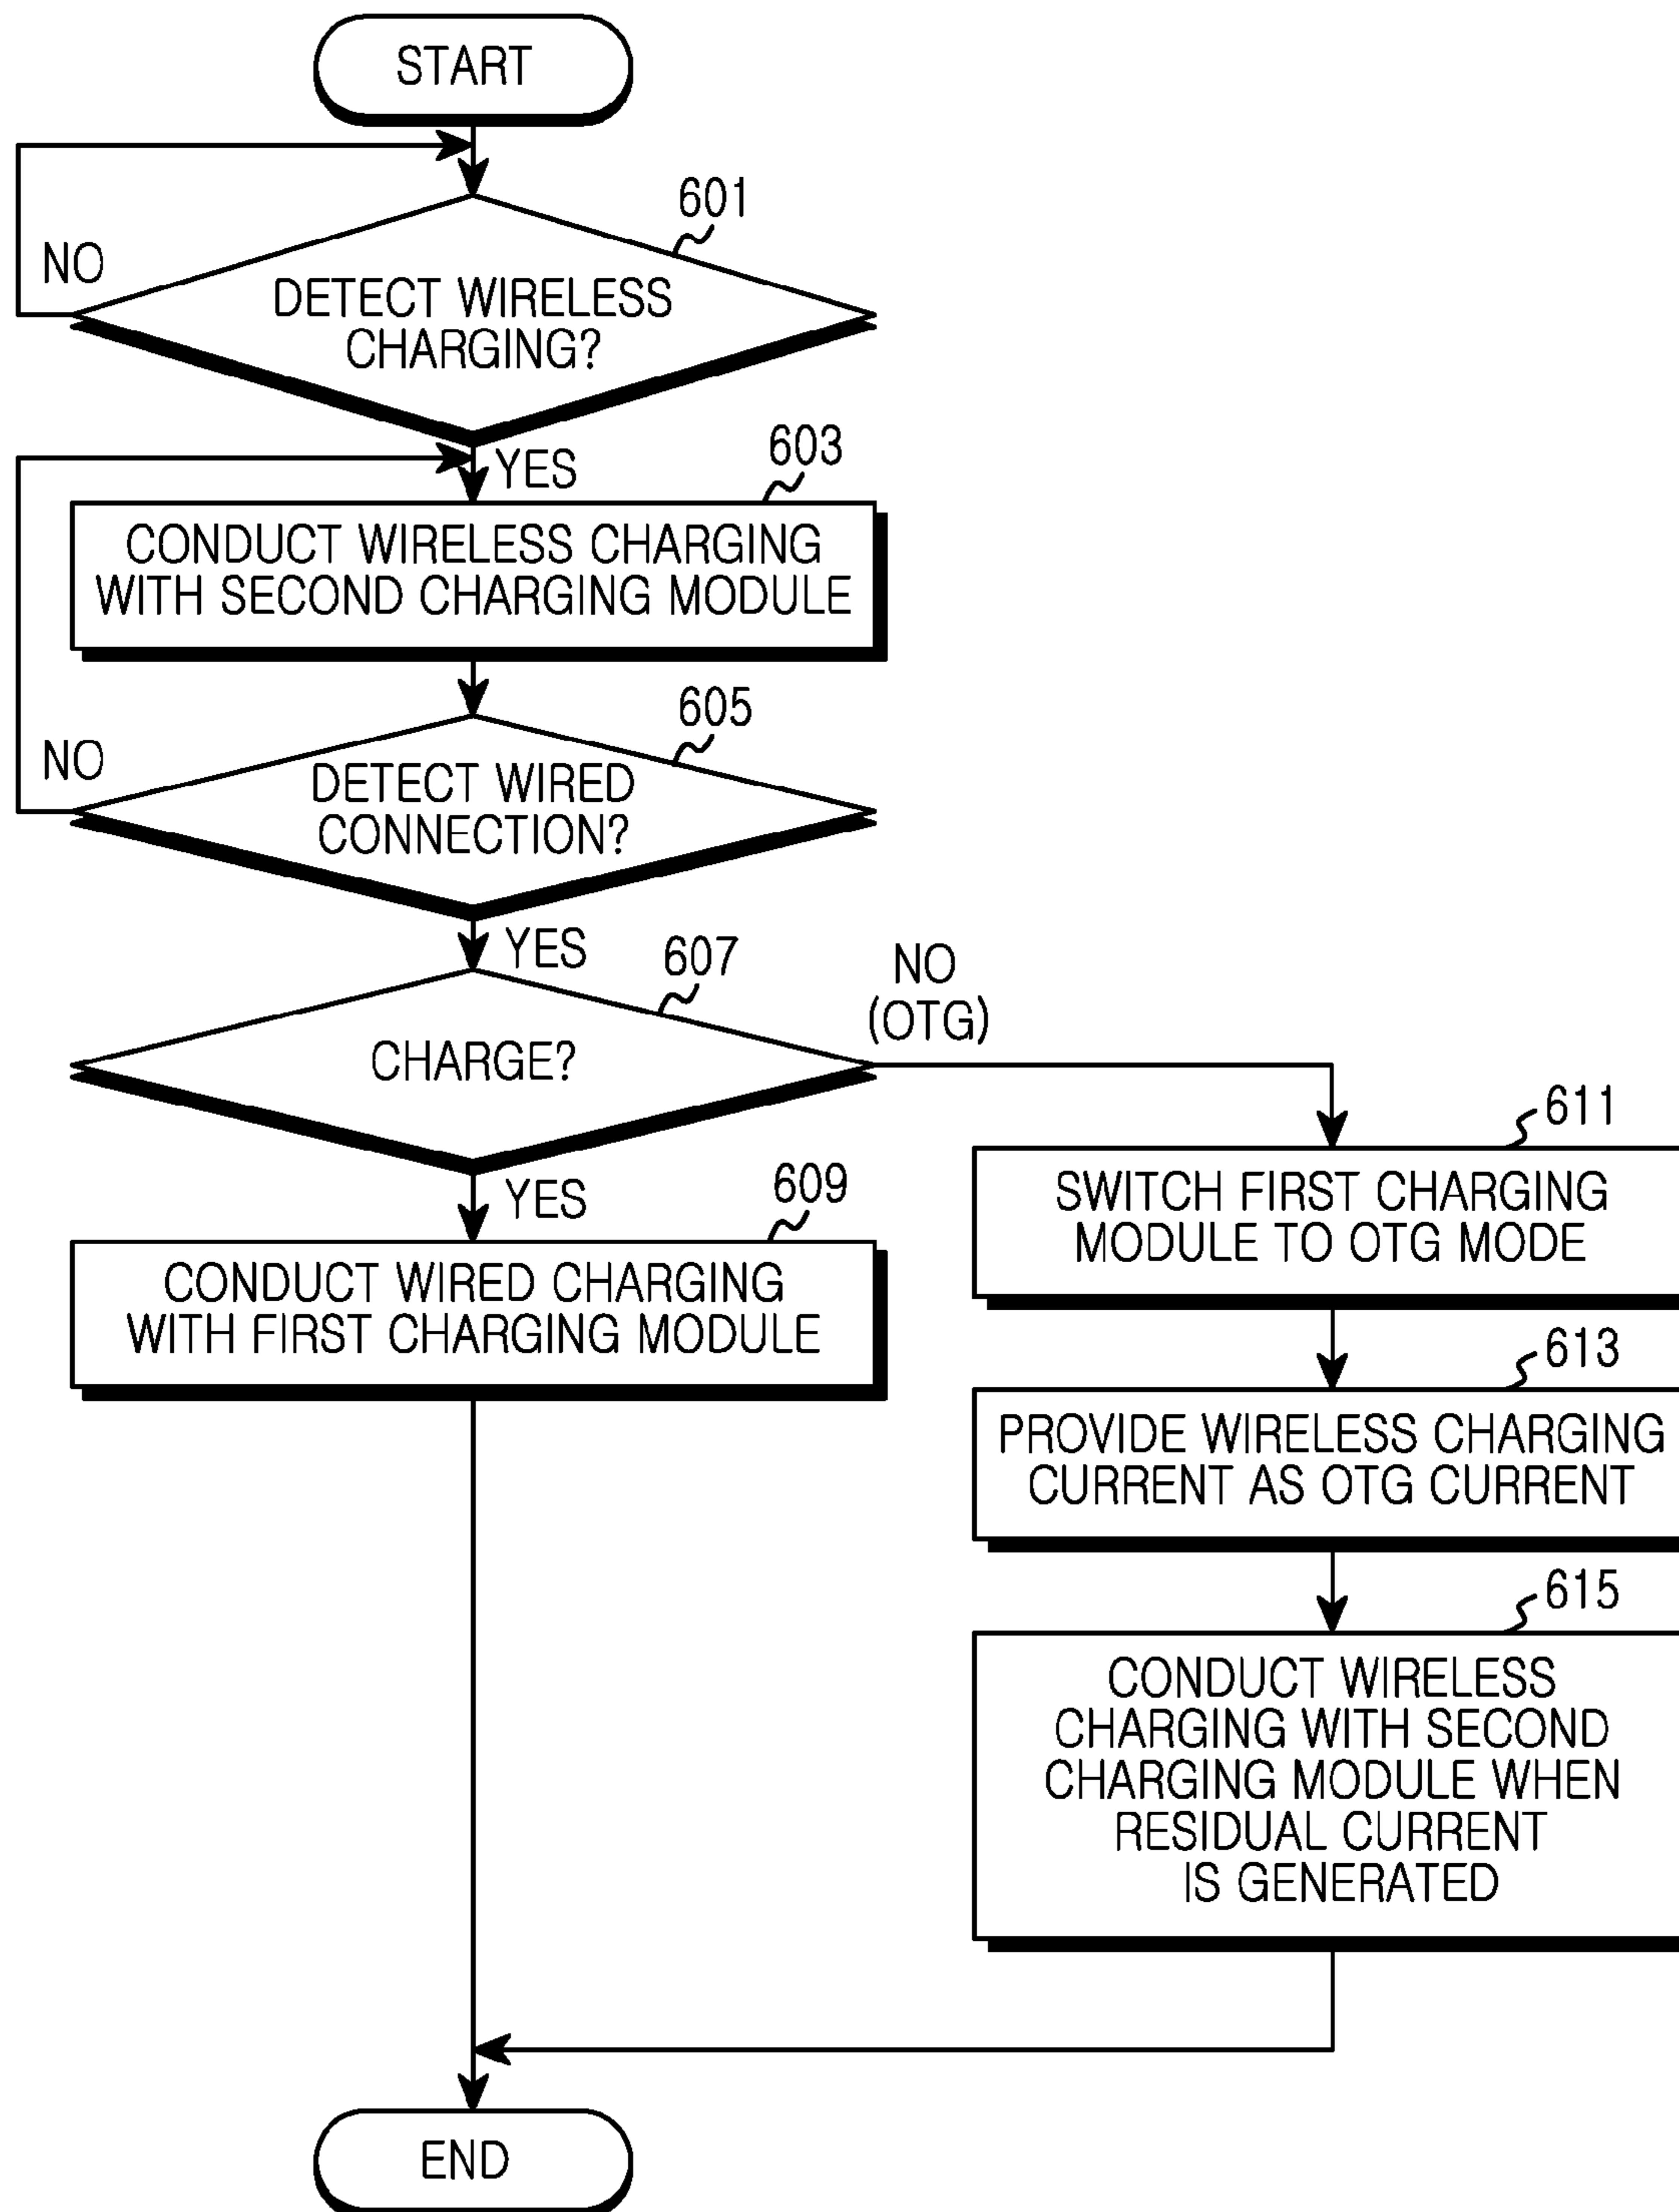 START
601
NO
DETECT WIRELESS
CHARGING?
YES
603
CONDUCT WIRELESS CHARGING
WITH SECOND CHARGING MODULE
605
NO
DETECT WIRED
CONNECTION?
YES
607
NO
(OTG)
CHARGE?
YES
609
CONDUCT WIRED CHARGING
WITH FIRST CHARGING MODULE
611
SWITCH FIRST CHARGING
MODULE TO OTG MODE
613
PROVIDE WIRELESS CHARGING
CURRENT AS OTG CURRENT
615
CONDUCT WIRELESS
CHARGING WITH SECOND
CHARGING MODULE WHEN
RESIDUAL CURRENT
IS GENERATED
END